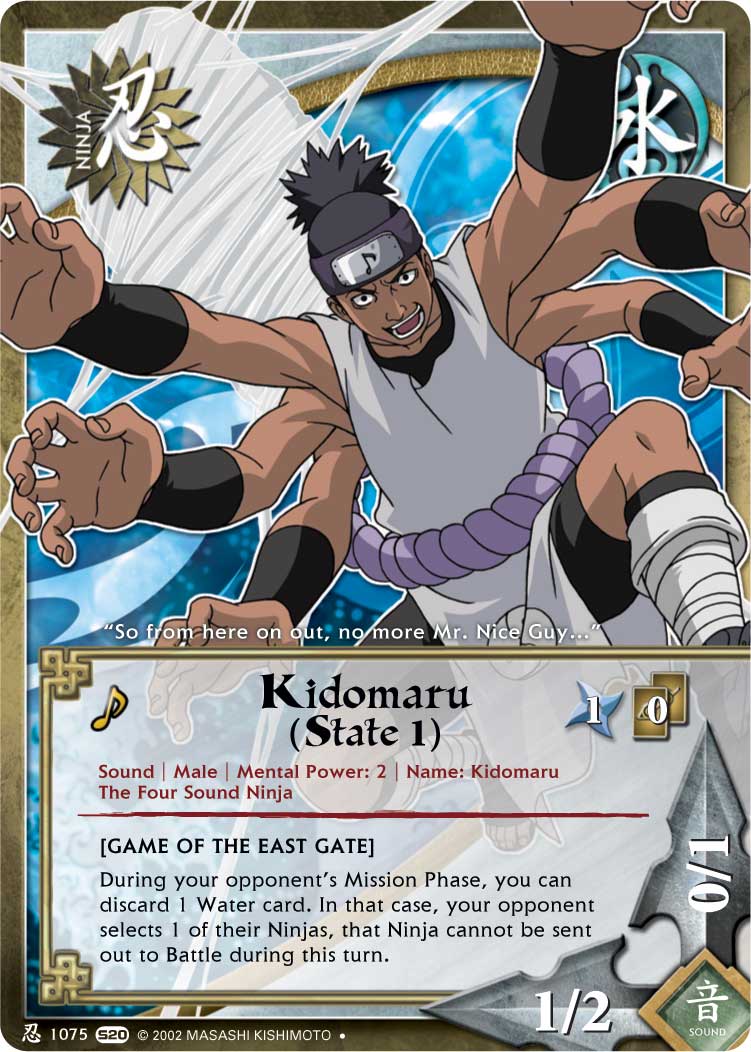 忍
NINJA
水
"So from here on out, no more Mr. Nice Guy..."
Kidomaru
(State 1)
1
0
Sound | Male | Mental Power: 2 | Name: Kidomaru
The Four Sound Ninja
[GAME OF THE EAST GATE]
During your opponent's Mission Phase, you can
discard 1 Water card. In that case, your opponent
selects 1 of their Ninjas, that Ninja cannot be sent
out to Battle during this turn.
0/1
1/2
音
SOUND
忍 1075 S20 © 2002 MASASHI KISHIMOTO •